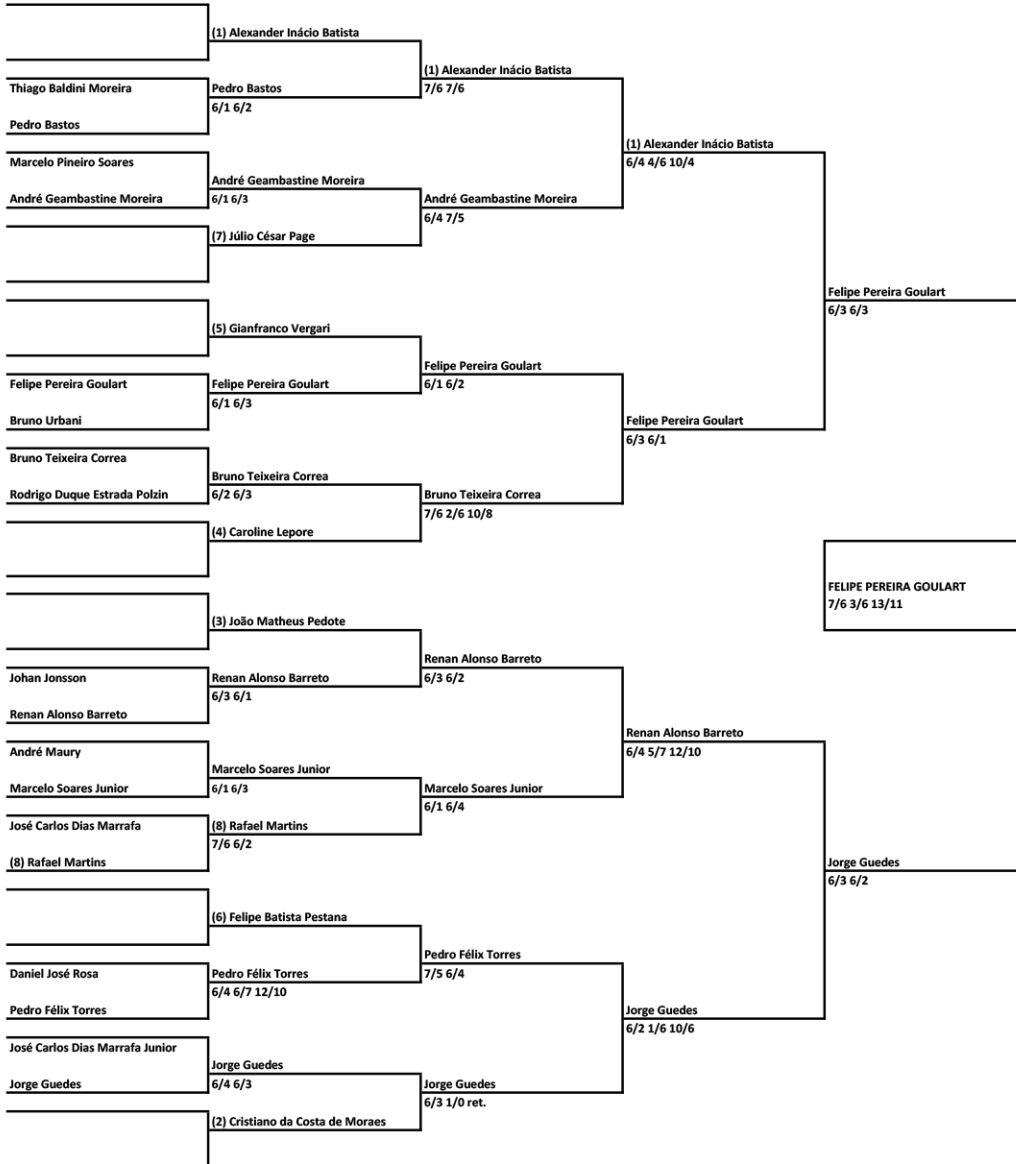 (1) Alexander Inácio Batista
(1) Alexander Inácio Batista
7/6 7/6
Thiago Baldini Moreira
Pedro Bastos
6/1 6/2
Pedro Bastos
(1) Alexander Inácio Batista
6/4 4/6 10/4
Marcelo Pineiro Soares
André Geambastine Moreira
6/1 6/3
André Geambastine Moreira
André Geambastine Moreira
6/4 7/5
(7) Júlio César Page
Felipe Pereira Goulart
6/3 6/3
(5) Gianfranco Vergari
Felipe Pereira Goulart
6/1 6/2
Felipe Pereira Goulart
Felipe Pereira Goulart
6/1 6/3
Bruno Urbani
Felipe Pereira Goulart
6/3 6/1
Bruno Teixeira Correa
Bruno Teixeira Correa
6/2 6/3
Rodrigo Duque Estrada Polzin
Bruno Teixeira Correa
7/6 2/6 10/8
(4) Caroline Lepore
FELIPE PEREIRA GOULART
7/6 3/6 13/11
(3) João Matheus Pedote
Renan Alonso Barreto
6/3 6/2
Johan Jonsson
Renan Alonso Barreto
6/3 6/1
Renan Alonso Barreto
Renan Alonso Barreto
6/4 5/7 12/10
André Maury
Marcelo Soares Junior
6/1 6/3
Marcelo Soares Junior
Marcelo Soares Junior
6/1 6/4
José Carlos Dias Marrafa
(8) Rafael Martins
7/6 6/2
(8) Rafael Martins
Jorge Guedes
6/3 6/2
(6) Felipe Batista Pestana
Pedro Félix Torres
7/5 6/4
Daniel José Rosa
Pedro Félix Torres
6/4 6/7 12/10
Pedro Félix Torres
Jorge Guedes
6/2 1/6 10/6
José Carlos Dias Marrafa Junior
Jorge Guedes
6/4 6/3
Jorge Guedes
Jorge Guedes
6/3 1/0 ret.
(2) Cristiano da Costa de Moraes